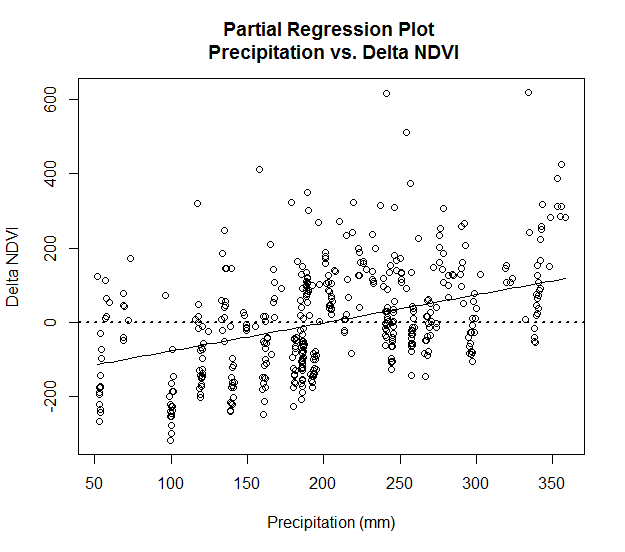 Partial Regression Plot
Precipitation vs. Delta NDVI
600
400
200
0
-200
Delta NDVI
50 100 150 200 250 300 350
Precipitation (mm)